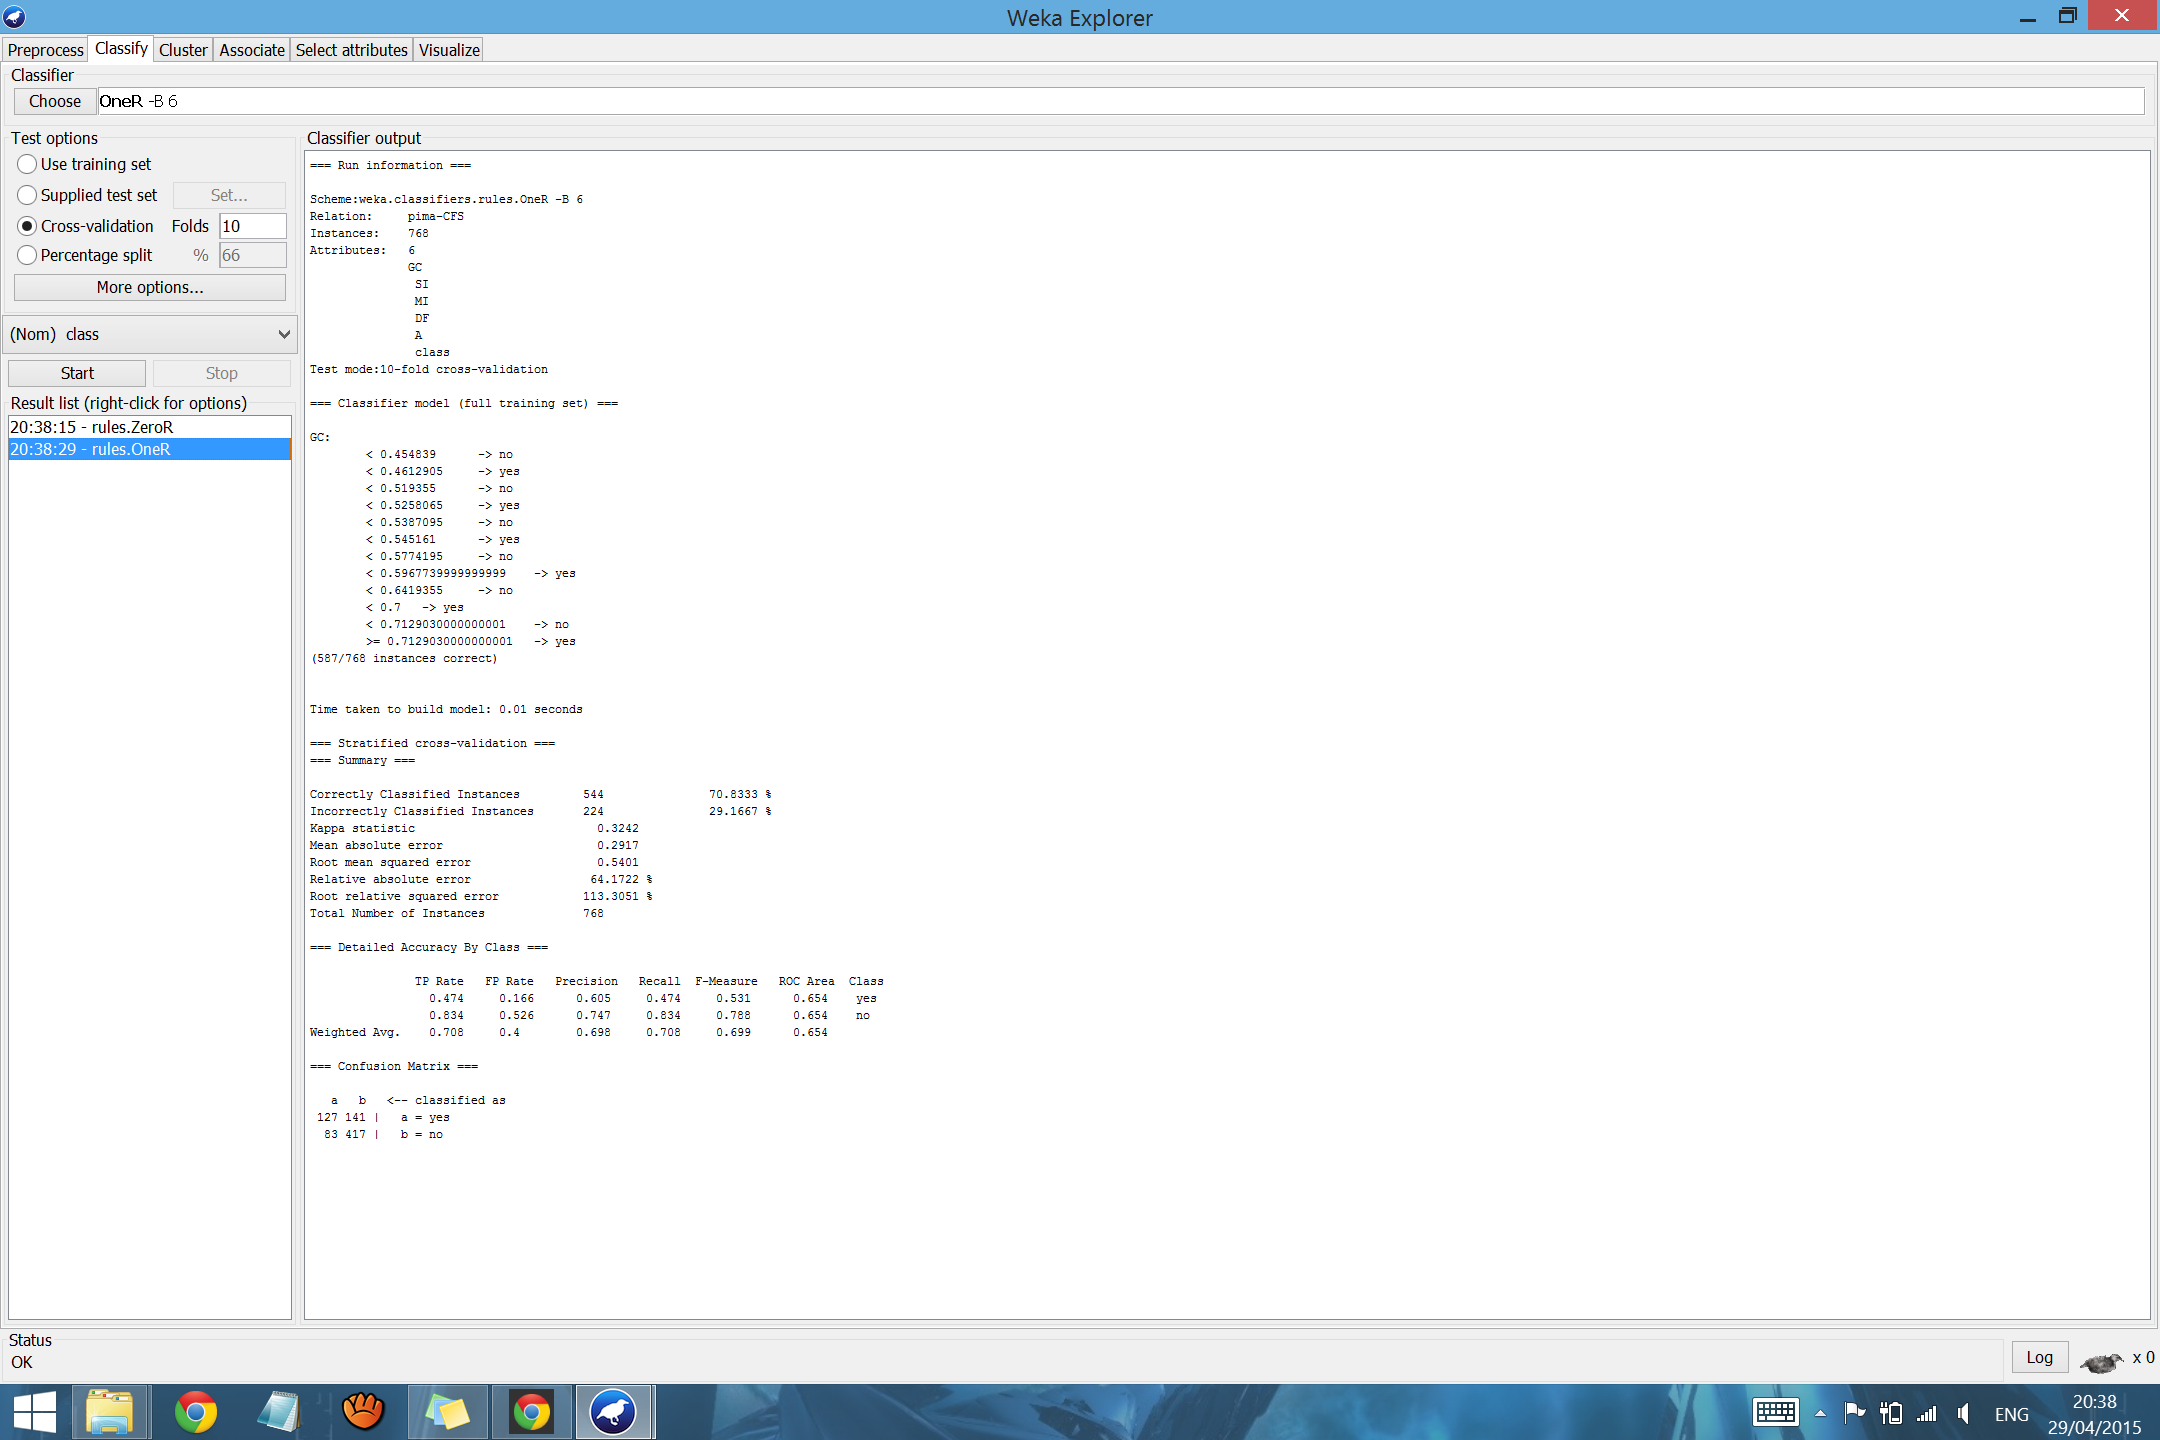 Weka Explorer
Preprocess Classify Cluster Associate Select attributes Visualize
Classifier
Choose OneR -B 6
Test options
Use training set
Supplied test set Set...
Cross-validation Folds 10
Percentage split % 66
More options...
(Nom) class
Start Stop
Result list (right-click for options)
20:38:15 - rules.ZeroR
20:38:29 - rules.OneR
Classifier output
=== Run information ===
Scheme:weka.classifiers.rules.OneR -B 6
Relation: pima-CFS
Instances: 768
Attributes: 6
GC
SI
MI
DF
A
class
Test mode:10-fold cross-validation
=== Classifier model (full training set) ===
GC:
< 0.454839 -> no
< 0.4612905 -> yes
< 0.519355 -> no
< 0.5258065 -> yes
< 0.5387095 -> no
< 0.545161 -> yes
< 0.5774195 -> no
< 0.5967739999999999 -> yes
< 0.6419355 -> no
< 0.7 -> yes
< 0.7129030000000001 -> no
>= 0.7129030000000001 -> yes
(587/768 instances correct)
Time taken to build model: 0.01 seconds
=== Stratified cross-validation ===
=== Summary ===
Correctly Classified Instances 544 70.8333 %
Incorrectly Classified Instances 224 29.1667 %
Kappa statistic 0.3242
Mean absolute error 0.2917
Root mean squared error 0.5401
Relative absolute error 64.1722 %
Root relative squared error 113.3051 %
Total Number of Instances 768
=== Detailed Accuracy By Class ===
TP Rate FP Rate Precision Recall F-Measure ROC Area Class
0.474 0.166 0.605 0.474 0.531 0.654 yes
0.834 0.526 0.747 0.834 0.788 0.654 no
Weighted Avg. 0.708 0.4 0.698 0.708 0.699 0.654
=== Confusion Matrix ===
a b <-- classified as
127 141 | a = yes
83 417 | b = no
Status
OK
Log x 0
ENG
20:38
29/04/2015